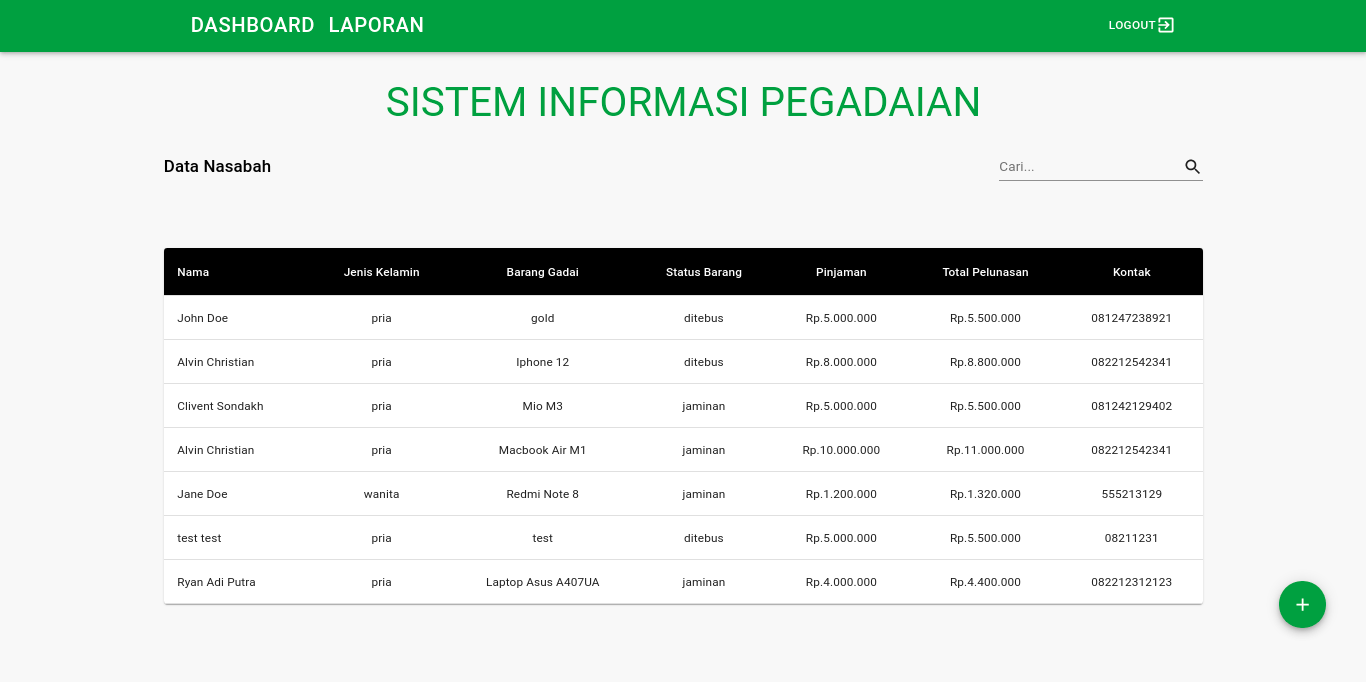 DASHBOARD LAPORAN LOGOUT
SISTEM INFORMASI PEGADAIAN
Data Nasabah Cari...
Nama Jenis Kelamin Barang Gadai Status Barang Pinjaman Total Pelunasan Kontak
John Doe pria gold ditebus Rp.5.000.000 Rp.5.500.000 081247238921
Alvin Christian pria Iphone 12 ditebus Rp.8.000.000 Rp.8.800.000 082212542341
Clivent Sondakh pria Mio M3 jaminan Rp.5.000.000 Rp.5.500.000 081242129402
Alvin Christian pria Macbook Air M1 jaminan Rp.10.000.000 Rp.11.000.000 082212542341
Jane Doe wanita Redmi Note 8 jaminan Rp.1.200.000 Rp.1.320.000 555213129
test test pria test ditebus Rp.5.000.000 Rp.5.500.000 08211231
Ryan Adi Putra pria Laptop Asus A407UA jaminan Rp.4.000.000 Rp.4.400.000 082212312123